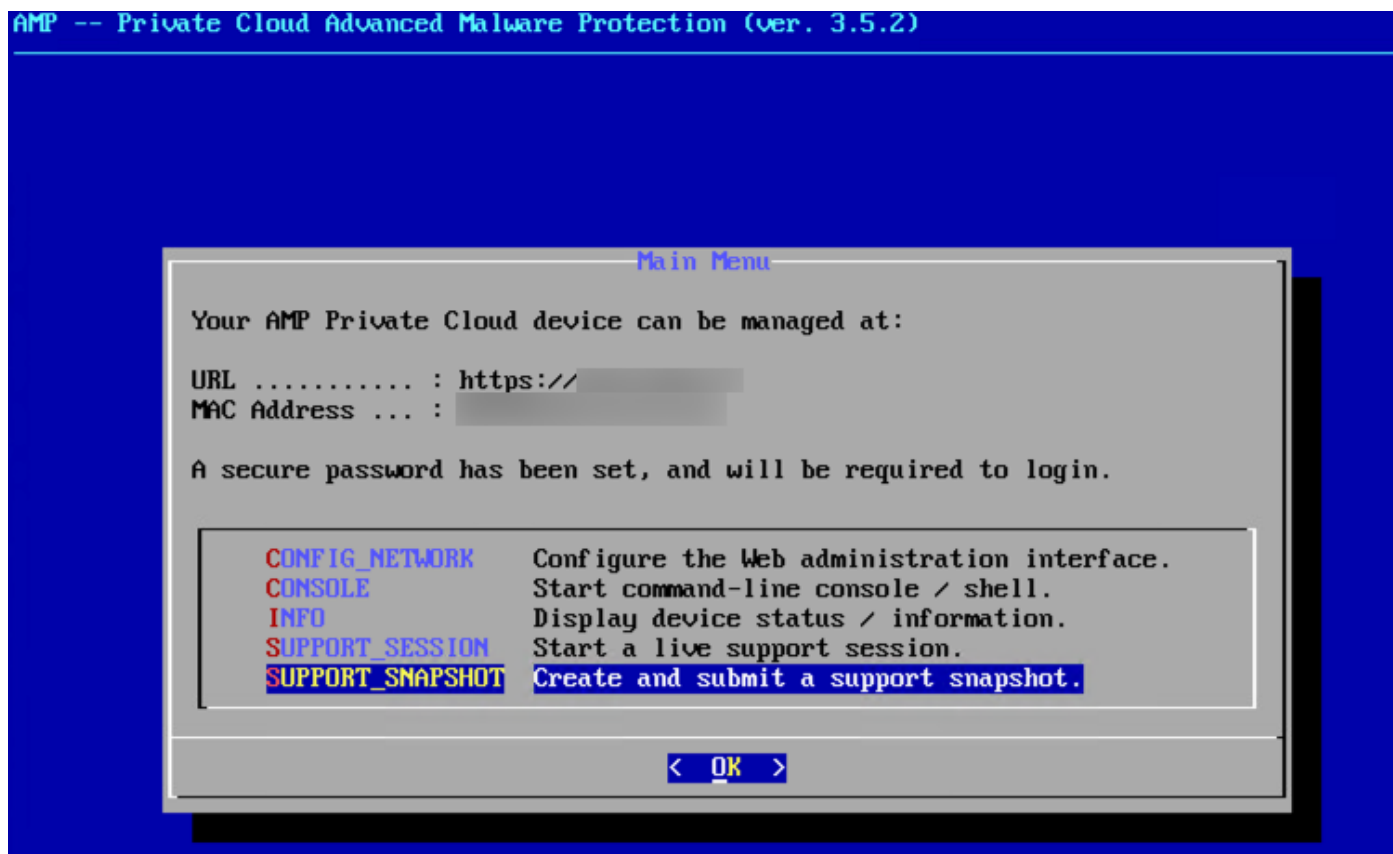 AMP -- Private Cloud Advanced Malware Protection (ver. 3.5.2)
Main Menu
Your AMP Private Cloud device can be managed at:
URL ........... : https://
MAC Address ... :
A secure password has been set, and will be required to login.
CONFIG_NETWORK Configure the Web administration interface.
CONSOLE Start command-line console / shell.
INFO Display device status / information.
SUPPORT_SESSION Start a live support session.
SUPPORT_SNAPSHOT Create and submit a support snapshot.
< OK >